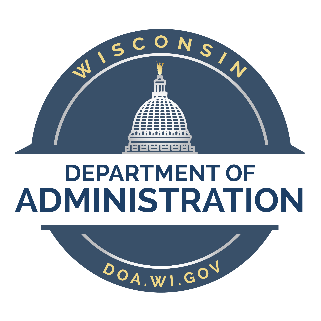 WISCONSIN
DEPARTMENT OF
ADMINISTRATION
DOA.WI.GOV